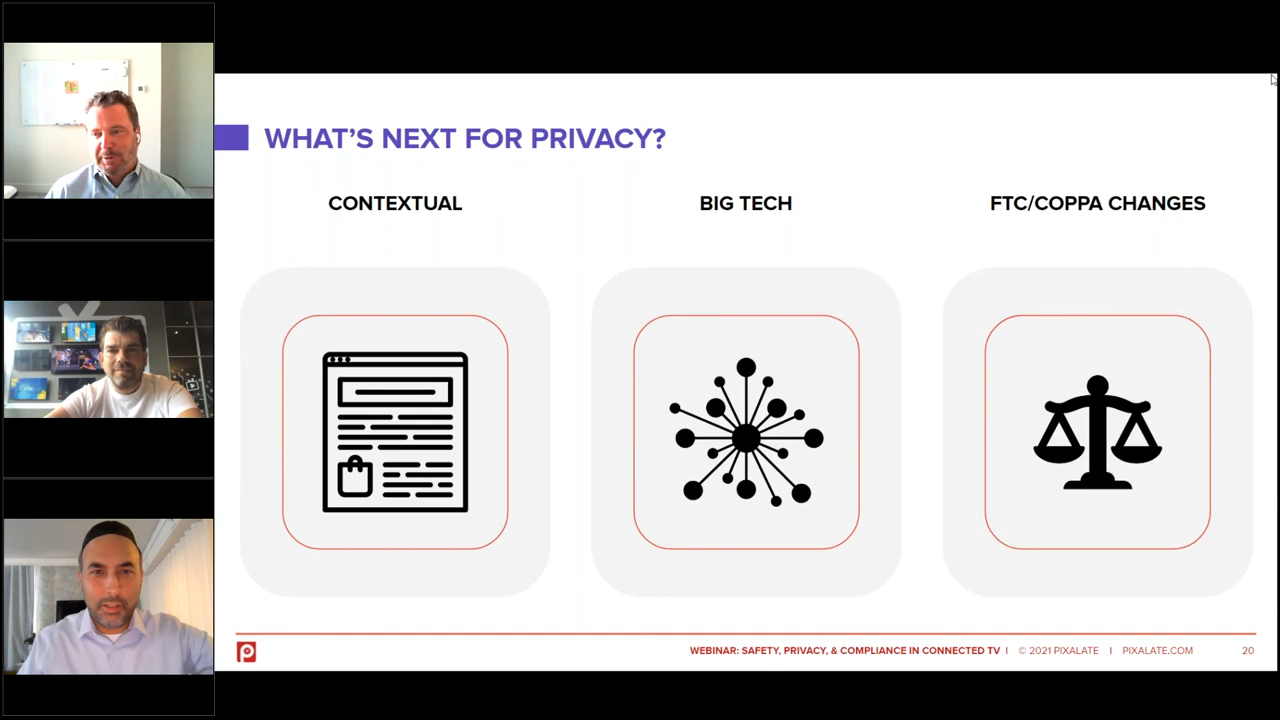 WHAT'S NEXT FOR PRIVACY?
CONTEXTUAL
BIG TECH
FTC/COPPA CHANGES
WEBINAR: SAFETY, PRIVACY, & COMPLIANCE IN CONNECTED TV I © 2021 PIXALATE I PIXALATE.COM 20